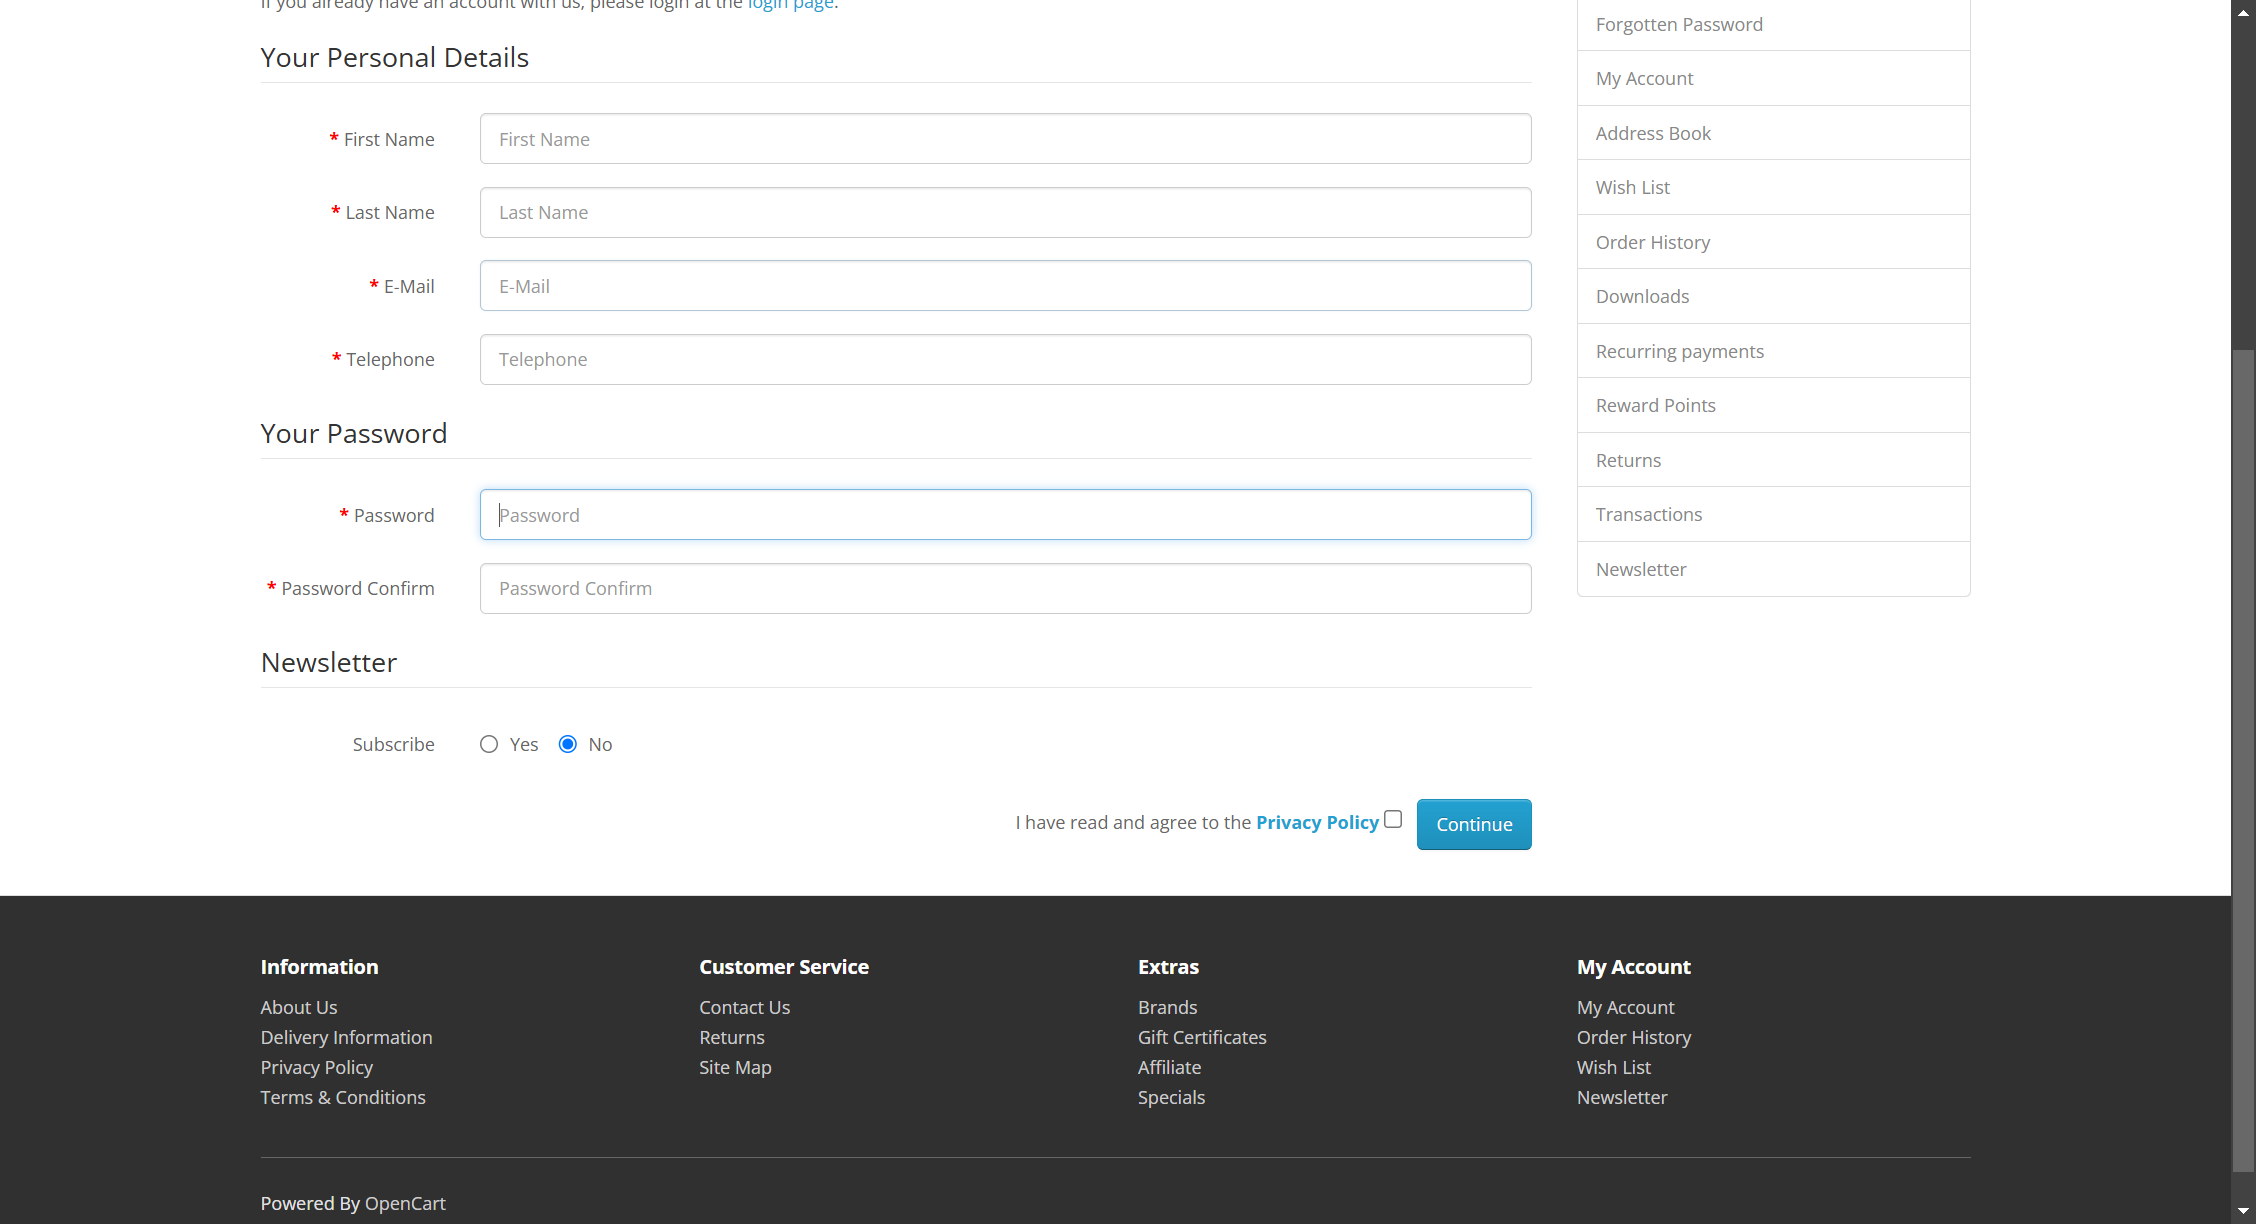 If you already have an account with us, please login at the login page.
Your Personal Details
* First Name
First Name
* Last Name
Last Name
* E-Mail
E-Mail
* Telephone
Telephone
Your Password
* Password
Password
* Password Confirm
Password Confirm
Newsletter
Subscribe
Yes
No
I have read and agree to the Privacy Policy
Continue
Forgotten Password
My Account
Address Book
Wish List
Order History
Downloads
Recurring payments
Reward Points
Returns
Transactions
Newsletter
Information
About Us
Delivery Information
Privacy Policy
Terms & Conditions
Customer Service
Contact Us
Returns
Site Map
Extras
Brands
Gift Certificates
Affiliate
Specials
My Account
My Account
Order History
Wish List
Newsletter
Powered By OpenCart